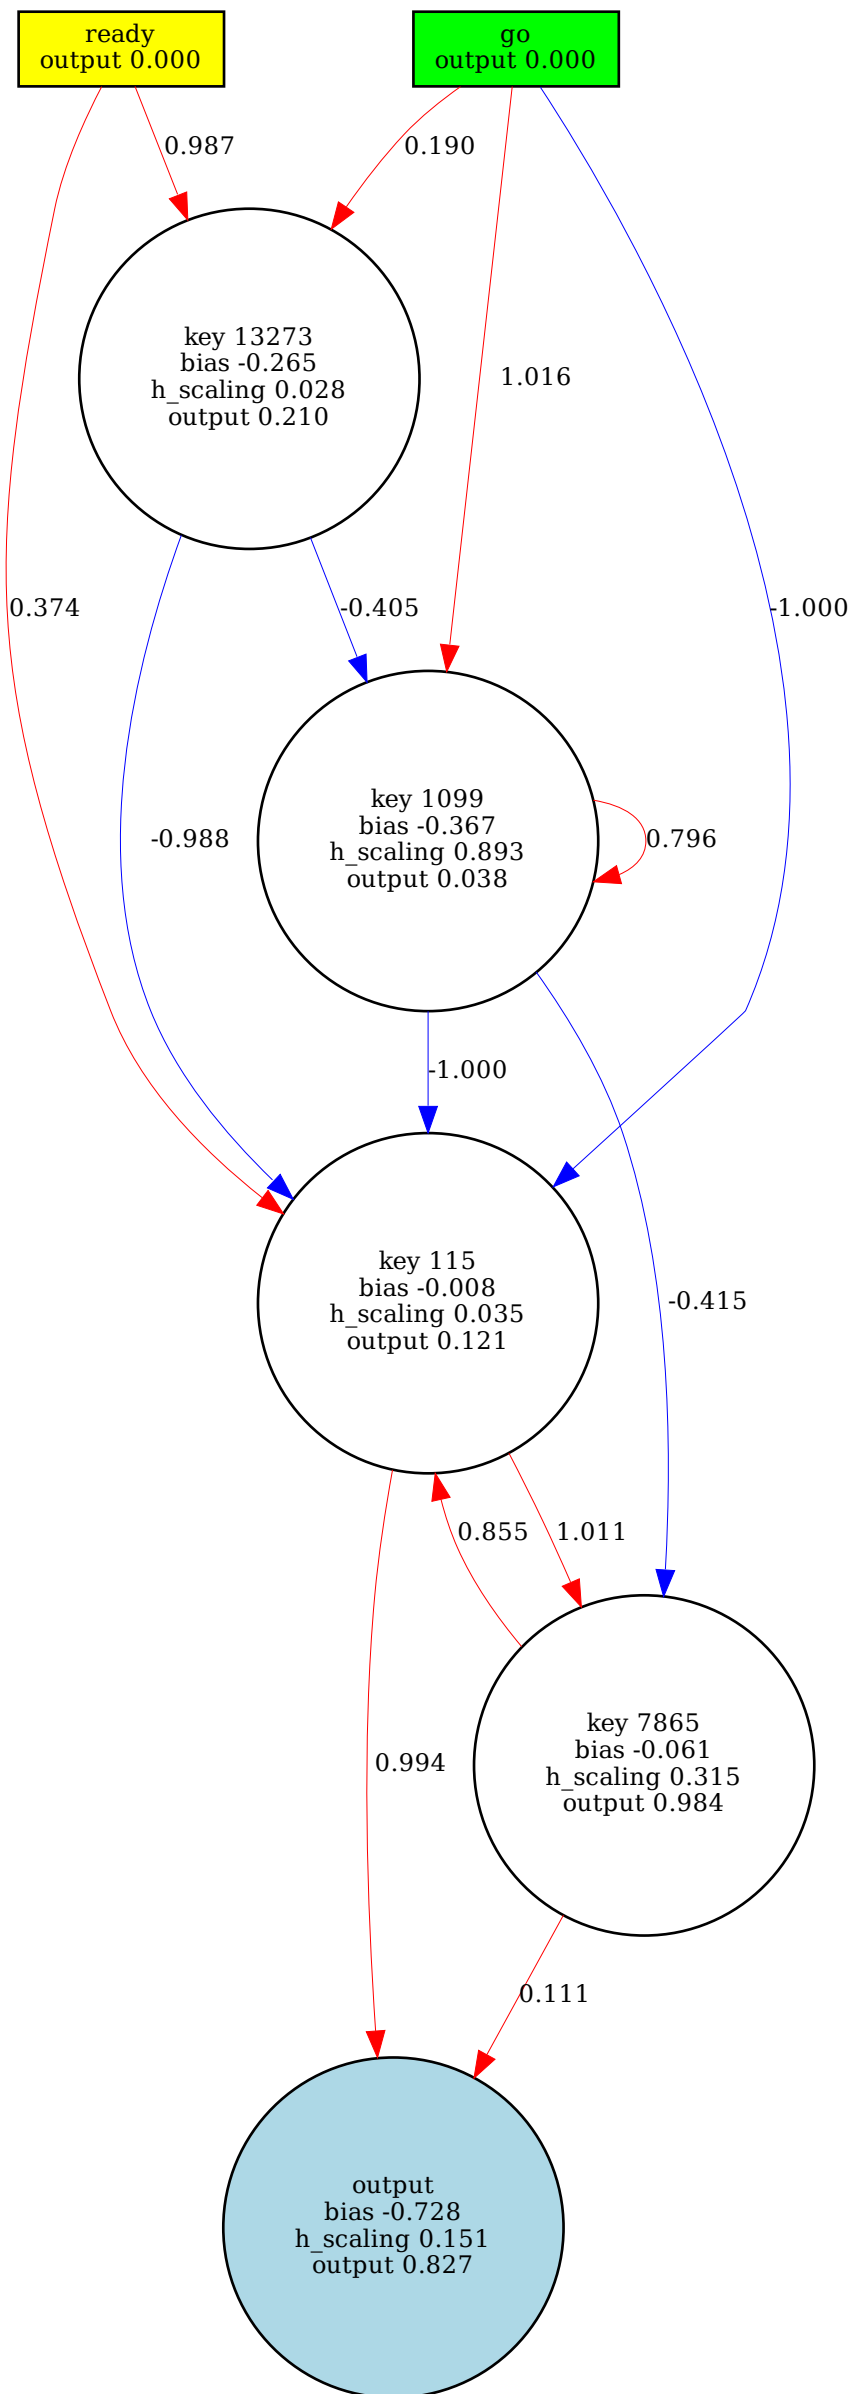 ready
output 0.000
go
output 0.000
0.987
0.190
key 13273
bias -0.265
h_scaling 0.028
output 0.210
1.016
0.374
-0.405
-1.000
key 1099
bias -0.367
h_scaling 0.893
output 0.038
-0.988
0.796
-1.000
key 115
bias -0.008
h_scaling 0.035
output 0.121
-0.415
0.855
1.011
key 7865
bias -0.061
h_scaling 0.315
output 0.984
0.994
0.111
output
bias -0.728
h_scaling 0.151
output 0.827